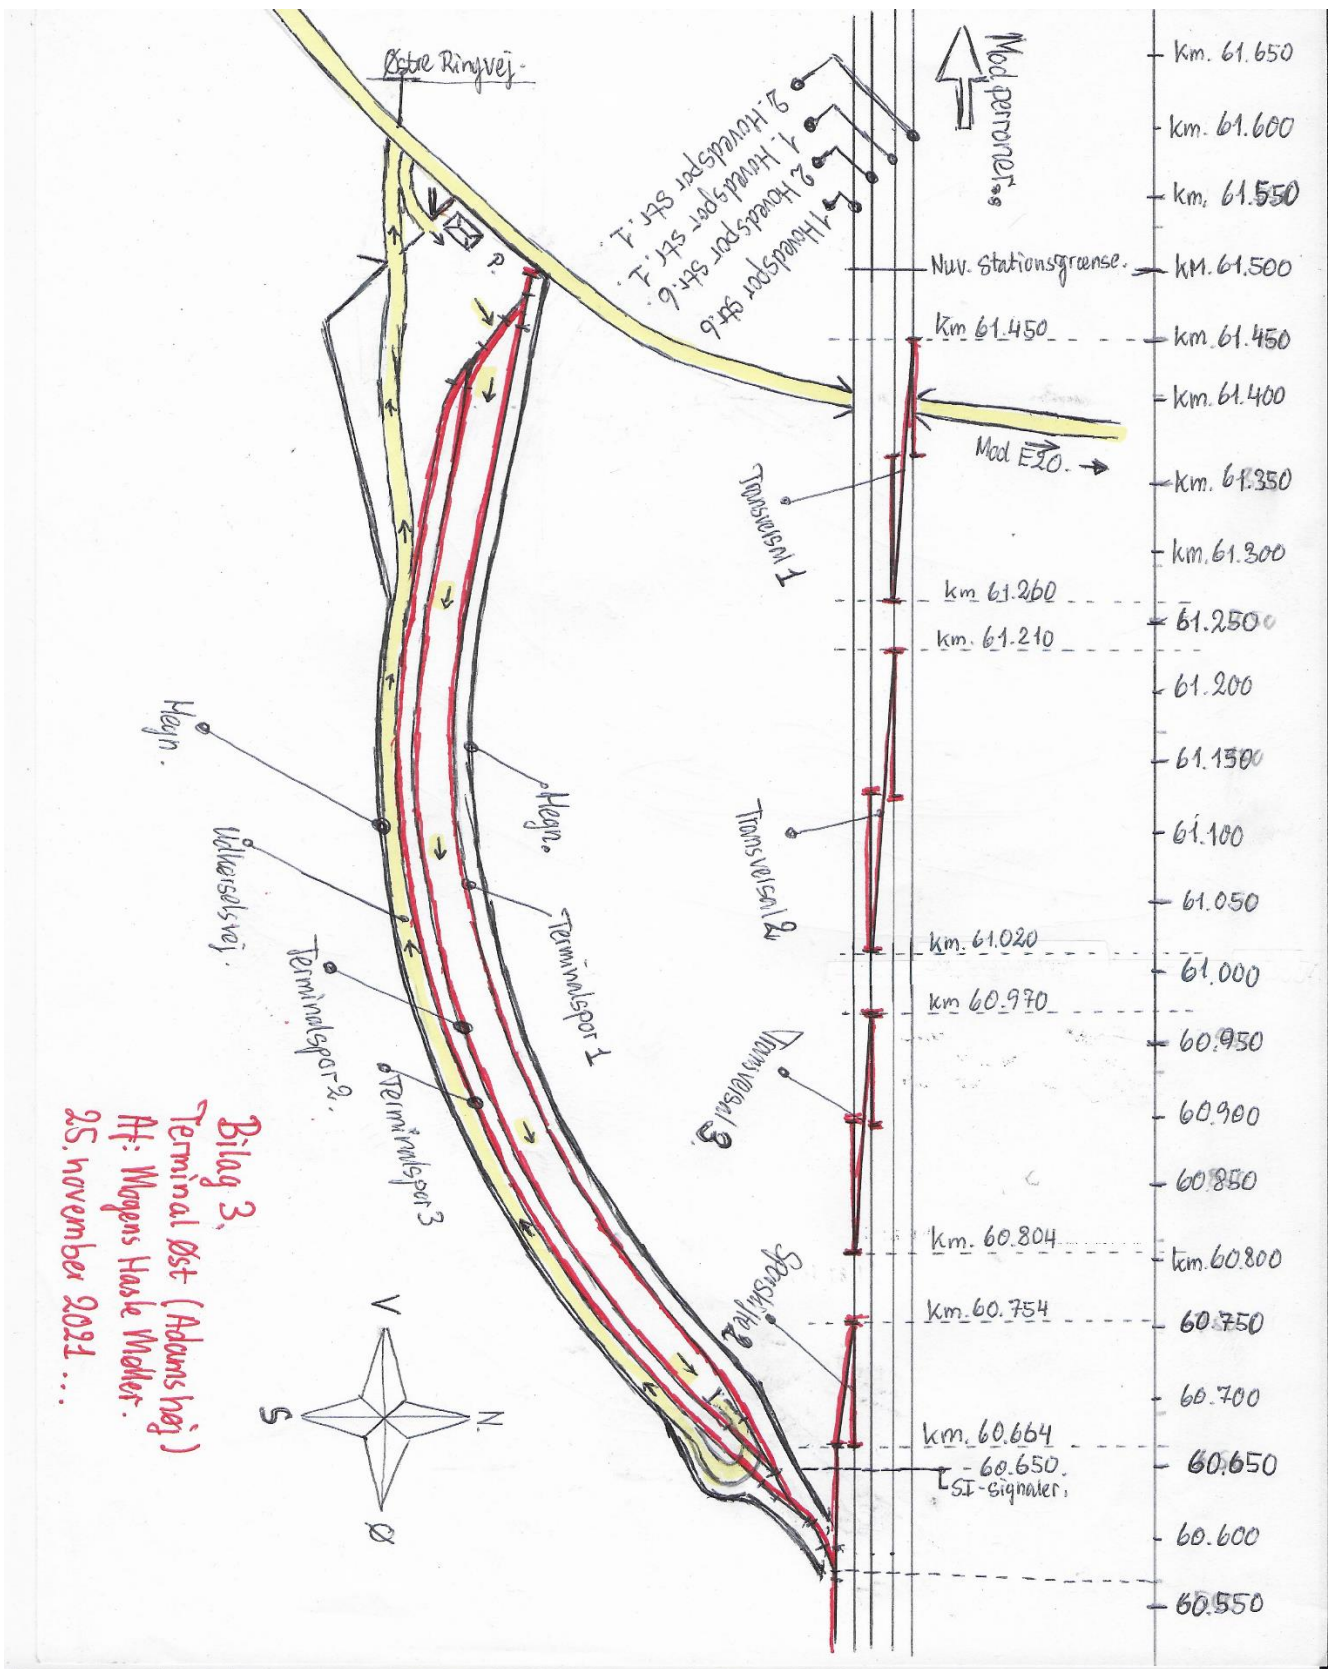 Østre Ringvej.
P.
Mod. perroner..
2. Hovedspor str. 1.
1. Hovedspor str. 1.
2 Hovedspor str. 6.
1 Hovedspor str. 6
Nuv. Stationsgrænse.
Km 61.450
Mod E20.
Transversal 1
km 61.260
km. 61.210
Transversal 2
km. 61.020
km 60.970
Transversal 3
km. 60.804
km. 60.754
Sporskifte 2
km. 60.664
60.650.
SI-signaler.
km. 61.650
km. 61.600
km. 61.550
KM. 61.500
km. 61.450
km. 61.400
km. 61.350
km. 61.300
61.250
61.200
61.150
61.100
61.050
61.000
60.950
60.900
60.850
km. 60.800
60.750
60.700
60.650
60.600
60.550
Hegn.
Hegn.
Udkørselsvej.
Terminalspor 1
Terminalspor 2.
Terminalspor 3
V
S
N.
Ø
Bilag 3.
Terminal Øst (Adamshøj)
Af: Mogens Hasle Møller.
25. november 2021....